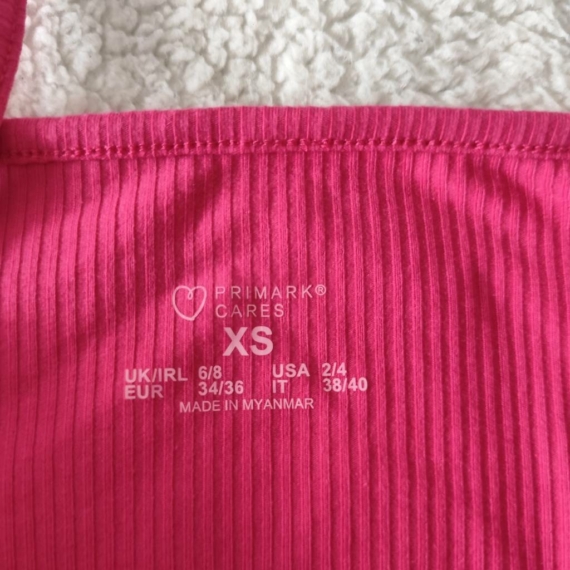 PRIMARK®
CARES
XS
UK/IRL 6/8 USA 2/4
EUR 34/36 IT 38/40
MADE IN MYANMAR